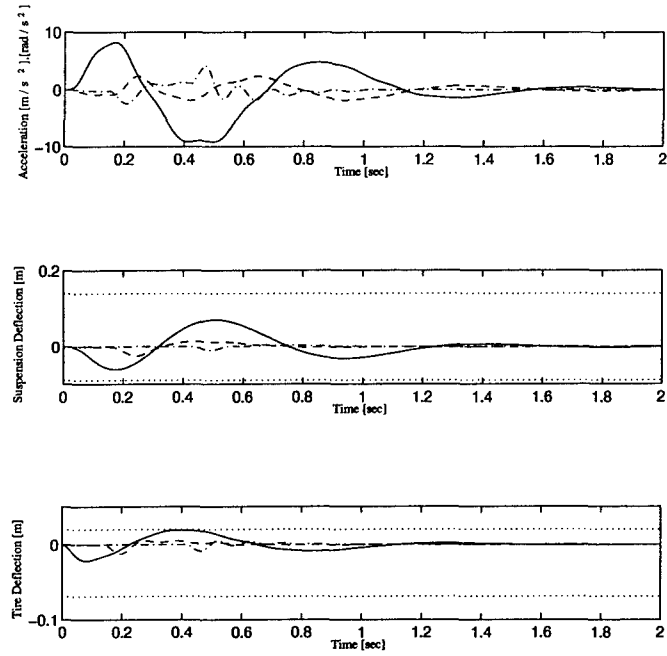 Acceleration [m / s ² ].[rad / s ² ]
10
0
−10
0 0.2 0.4 0.6 0.8 1 1.2 1.4 1.6 1.8 2
Time [sec]
Suspension Deflection [m]
0.2
0
0 0.2 0.4 0.6 0.8 1 1.2 1.4 1.6 1.8 2
Time [sec]
Tire Deflection [m]
0
−0.1
0 0.2 0.4 0.6 0.8 1 1.2 1.4 1.6 1.8 2
Time [sec]